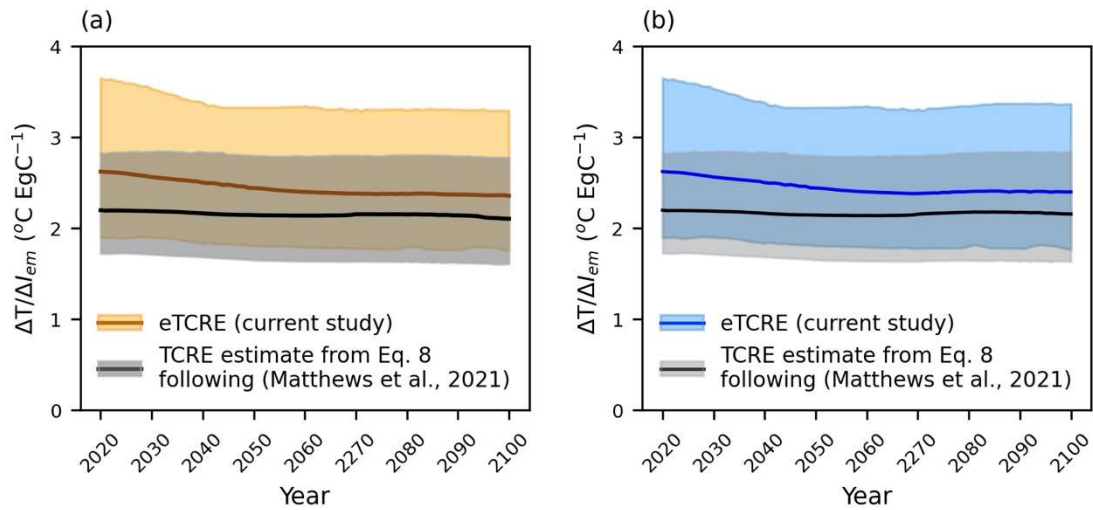 (a)
4
3
2
1
0
ΔT/ΔI_em (°C EgC⁻¹)
eTCRE (current study)
TCRE estimate from Eq. 8
following (Matthews et al., 2021)
2020 2030 2040 2050 2060 2270 2080 2090 2100
Year
(b)
4
3
2
1
0
ΔT/ΔI_em (°C EgC⁻¹)
eTCRE (current study)
TCRE estimate from Eq. 8
following (Matthews et al., 2021)
2020 2030 2040 2050 2060 2270 2080 2090 2100
Year